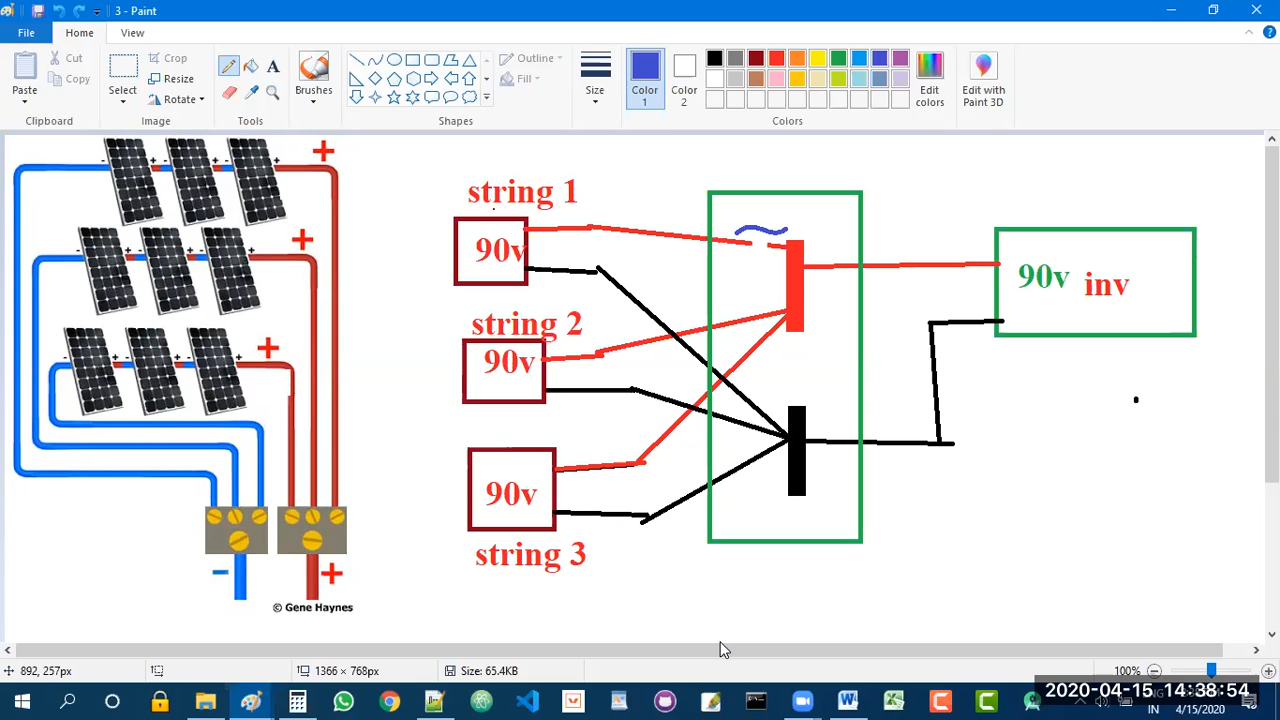 3 - Paint
File
Home
View
Paste
Cut
Copy
Clipboard
Select
Crop
Resize
Rotate
Image
A
Tools
Brushes
Shapes
Outline
Fill
Size
Color
1
Color
2
Edit
colors
Edit with
Paint 3D
Colors
+
string 1
90v
string 2
90v
90v
string 3
90v inv
+
+
-
+
© Gene Haynes
892, 257px
1366 × 768px
Size: 65.4KB
100%
2020-04-15 14:38:54
IN
4/15/2020